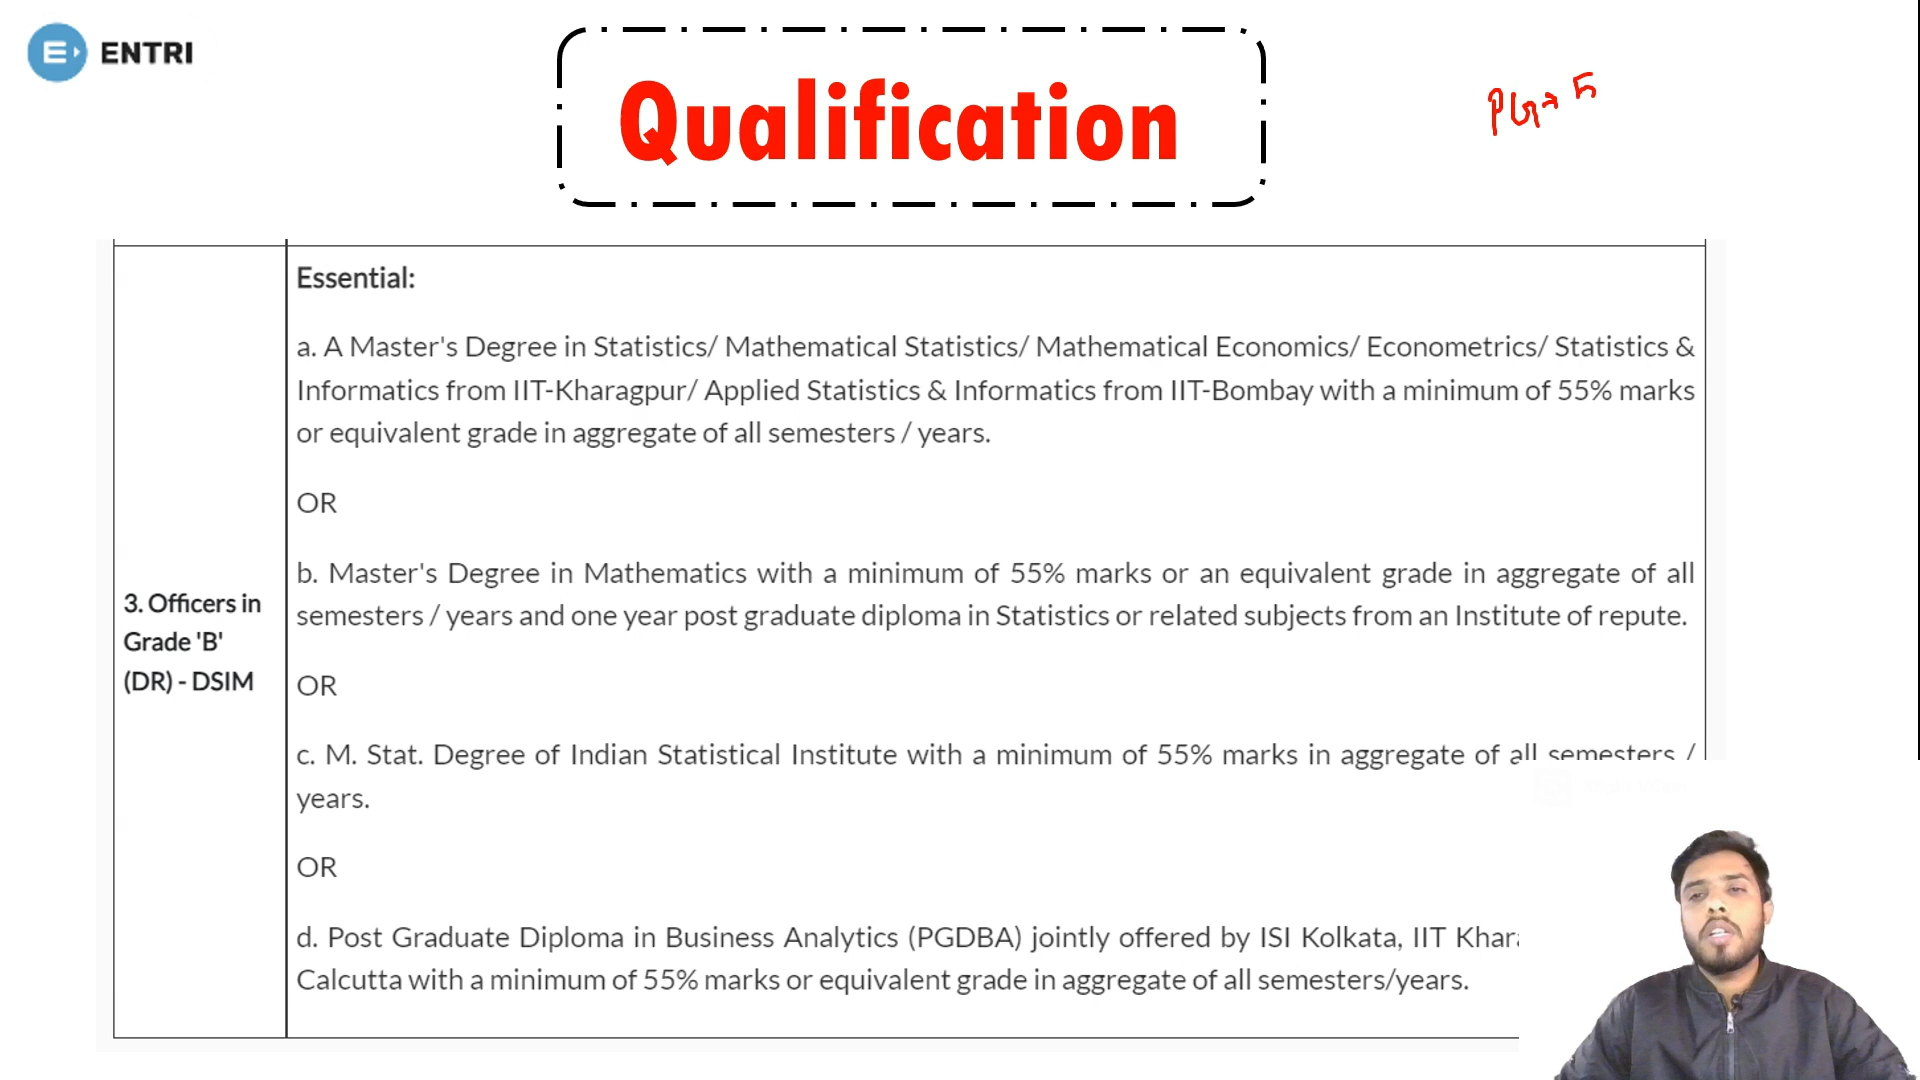 ENTRI
Qualification
PG→ 5
Essential:
a. A Master's Degree in Statistics/ Mathematical Statistics/ Mathematical Economics/ Econometrics/ Statistics &
Informatics from IIT-Kharagpur/ Applied Statistics & Informatics from IIT-Bombay with a minimum of 55% marks
or equivalent grade in aggregate of all semesters / years.
OR
b. Master's Degree in Mathematics with a minimum of 55% marks or an equivalent grade in aggregate of all
semesters / years and one year post graduate diploma in Statistics or related subjects from an Institute of repute.
3. Officers in
Grade 'B'
(DR) - DSIM
OR
c. M. Stat. Degree of Indian Statistical Institute with a minimum of 55% marks in aggregate of all semesters /
years.
OR
d. Post Graduate Diploma in Business Analytics (PGDBA) jointly offered by ISI Kolkata, IIT
Calcutta with a minimum of 55% marks or equivalent grade in aggregate of all semesters/years.